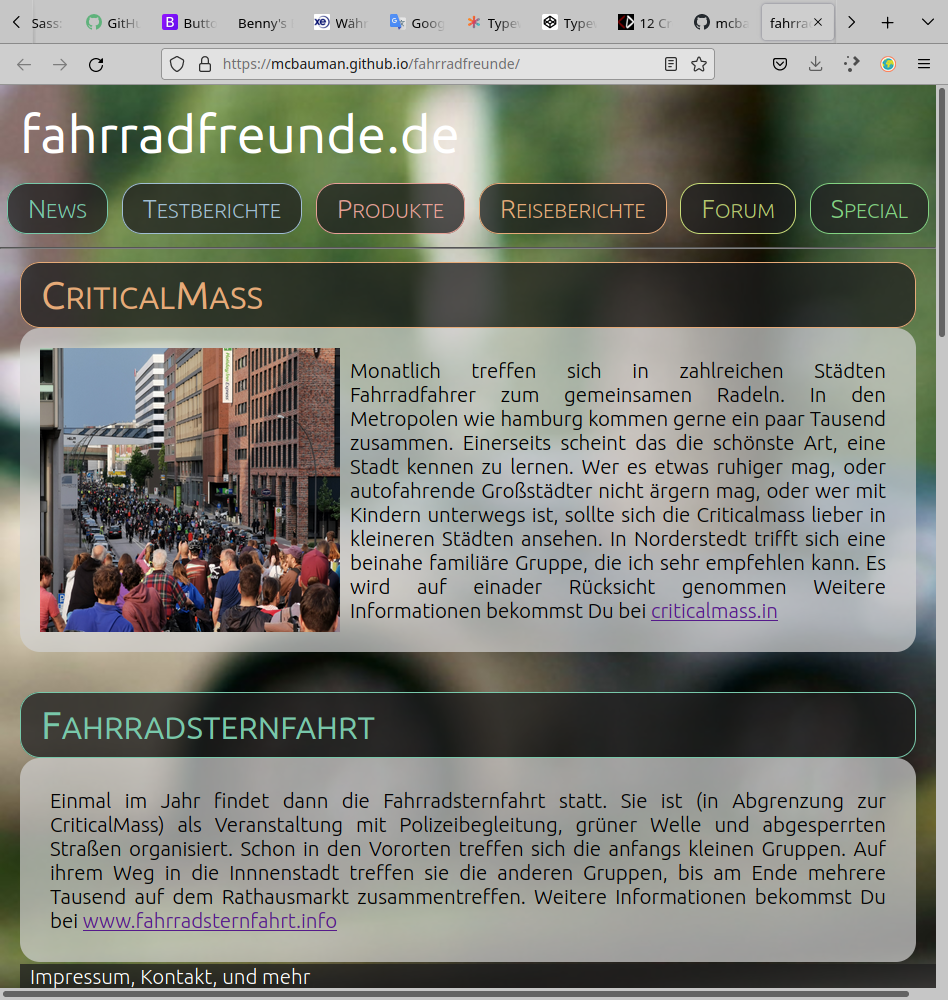 Sass:
GitHu
Butto
Benny's
Währ
Goog
Typew
Typew
12 Cr
mcba
fahrra
https://mcbauman.github.io/fahrradfreunde/
fahrradfreunde.de
News
Testberichte
Produkte
Reiseberichte
Forum
Special
CriticalMass
Monatlich treffen sich in zahlreichen Städten
Fahrradfahrer zum gemeinsamen Radeln. In den
Metropolen wie hamburg kommen gerne ein paar Tausend
zusammen. Einerseits scheint das die schönste Art, eine
Stadt kennen zu lernen. Wer es etwas ruhiger mag, oder
autofahrende Großstädter nicht ärgern mag, oder wer mit
Kindern unterwegs ist, sollte sich die Criticalmass lieber in
kleineren Städten ansehen. In Norderstedt trifft sich eine
beinahe familiäre Gruppe, die ich sehr empfehlen kann. Es
wird auf einader Rücksicht genommen Weitere
Informationen bekommst Du bei criticalmass.in
Fahrradsternfahrt
Einmal im Jahr findet dann die Fahrradsternfahrt statt. Sie ist (in Abgrenzung zur
CriticalMass) als Veranstaltung mit Polizeibegleitung, grüner Welle und abgesperrten
Straßen organisiert. Schon in den Vororten treffen sich die anfangs kleinen Gruppen. Auf
ihrem Weg in die Innnenstadt treffen sie die anderen Gruppen, bis am Ende mehrere
Tausend auf dem Rathausmarkt zusammentreffen. Weitere Informationen bekommst Du
bei www.fahrradsternfahrt.info
Impressum, Kontakt, und mehr